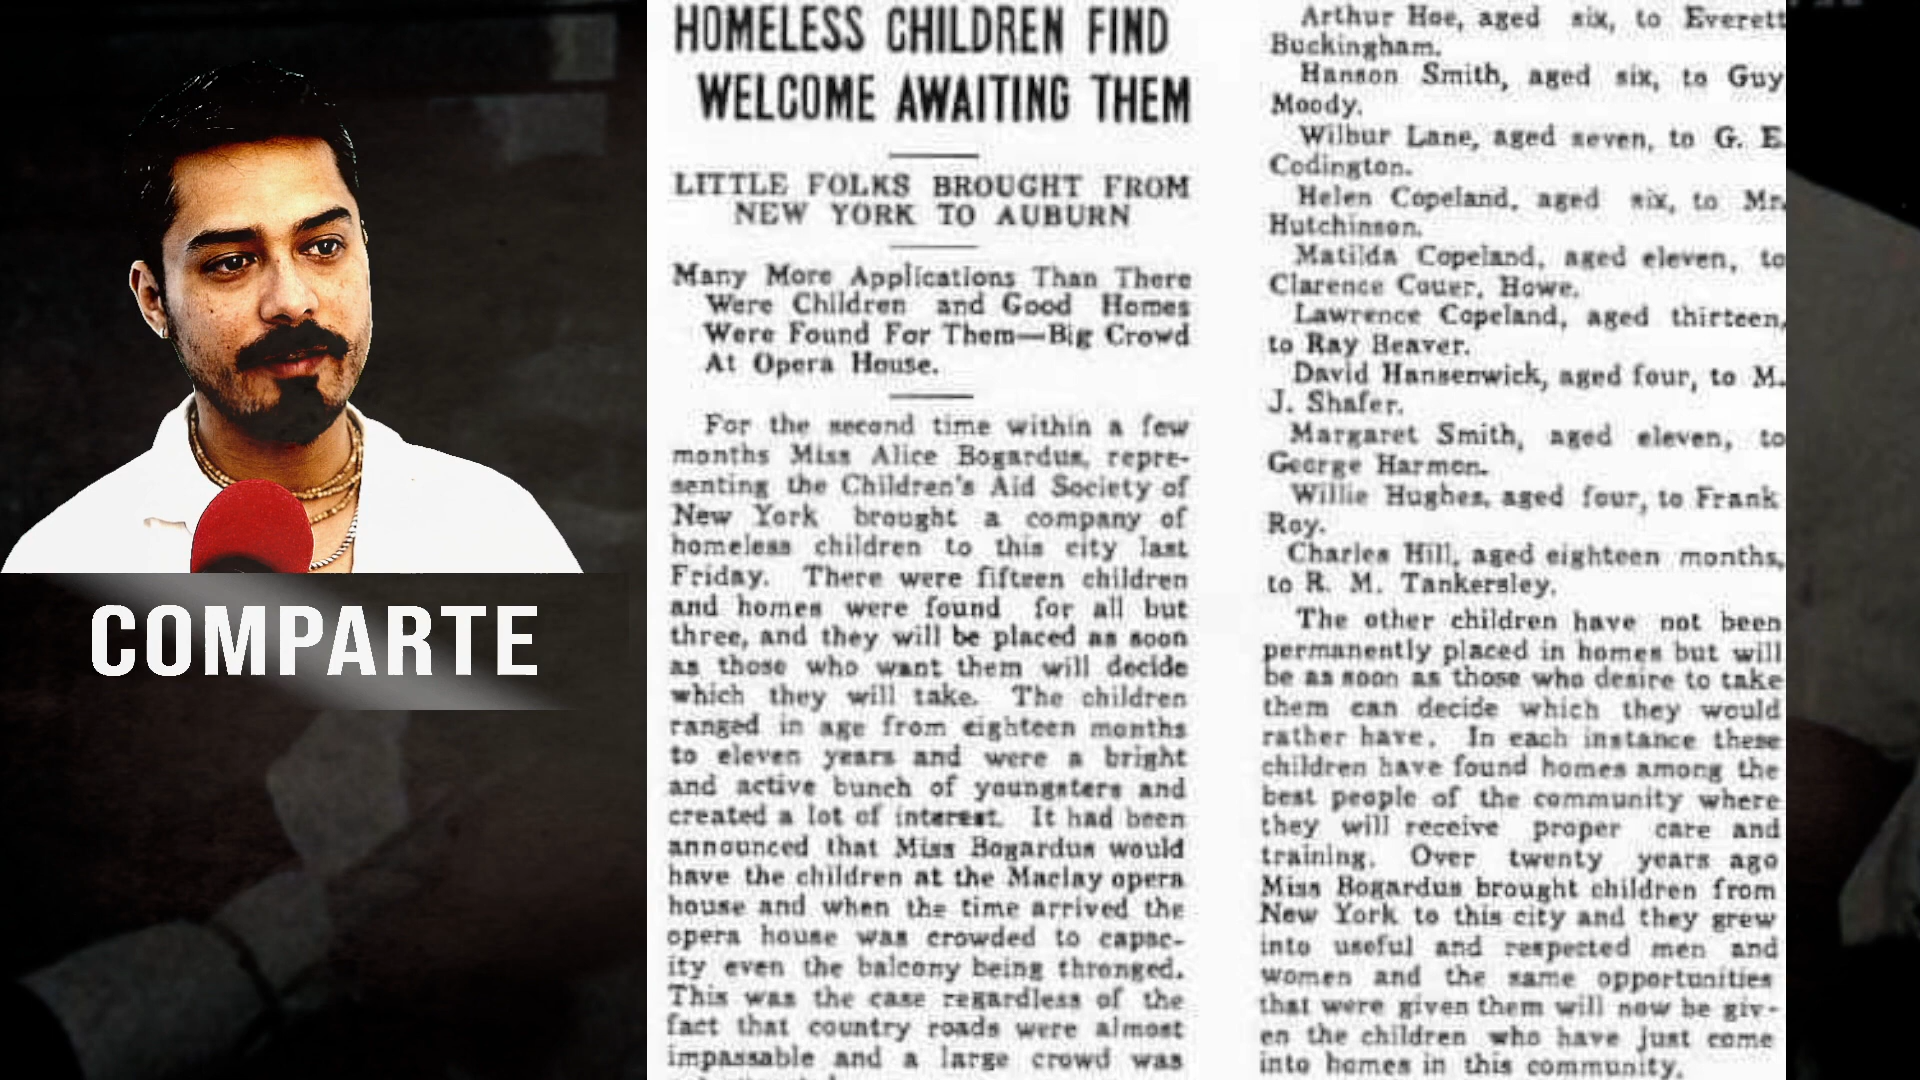 COMPARTE
HOMELESS CHILDREN FIND
WELCOME AWAITING THEM
LITTLE FOLKS BROUGHT FROM
NEW YORK TO AUBURN
Many More Applications Than There
Were Children and Good Homes
Were Found For Them—Big Crowd
At Opera House.
For the second time within a few
months Miss Alice Bogardus, repre-
senting the Children's Aid Society of
New York brought a company of
homeless children to this city last
Friday. There were fifteen children
and homes were found for all but
three, and they will be placed as soon
as those who want them will decide
which they will take. The children
ranged in age from eighteen months
to eleven years and were a bright
and active bunch of youngsters and
created a lot of interest. It had been
announced that Miss Bogardus would
have the children at the Maclay opera
house and when the time arrived the
opera house was crowded to capac-
ity even the balcony being thronged.
This was the case regardless of the
fact that country roads were almost
impassable and a large crowd was
Arthur Hoe, aged six, to Everett
Buckingham.
Hanson Smith, aged six, to Guy
Moody.
Wilbur Lane, aged seven, to G. E.
Codington.
Helen Copeland, aged six, to Mr.
Hutchinson.
Matilda Copeland, aged eleven, to
Clarence Couer, Howe.
Lawrence Copeland, aged thirteen,
to Ray Beaver.
David Hansenwick, aged four, to M.
J. Shafer.
Margaret Smith, aged eleven, to
George Harmon.
Willie Hughes, aged four, to Frank
Roy.
Charles Hill, aged eighteen months,
to R. M. Tankersley.
The other children have not been
permanently placed in homes but will
be as soon as those who desire to take
them can decide which they would
rather have. In each instance these
children have found homes among the
best people of the community where
they will receive proper care and
training. Over twenty years ago
Miss Bogardus brought children from
New York to this city and they grew
into useful and respected men and
women and the same opportunities
that were given them will now be giv-
en the children who have just come
into homes in this community.